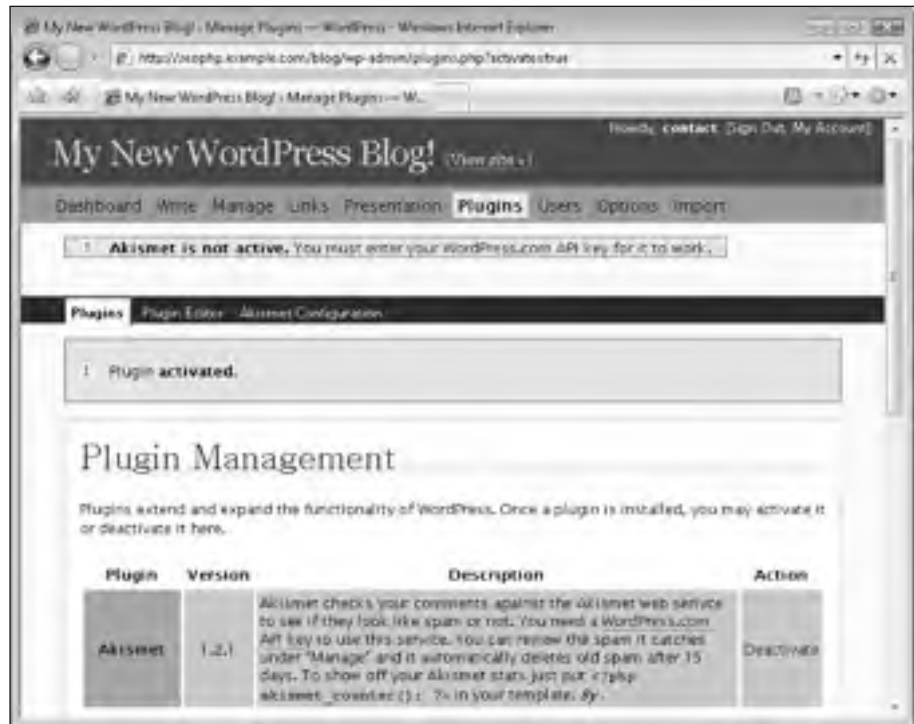 My New WordPress Blog! › Manage Plugins — WordPress - Windows Internet Explorer
http://seophp.example.com/blog/wp-admin/plugins.php?activate=true
My New WordPress Blog! › Manage Plugins — W...
Howdy, contact. [Sign Out, My Account]
My New WordPress Blog! (View site »)
Dashboard Write Manage Links Presentation Plugins Users Options Import
Akismet is not active. You must enter your WordPress.com API key for it to work.
Plugins Plugin Editor Akismet Configuration
Plugin activated.
Plugin Management
Plugins extend and expand the functionality of WordPress. Once a plugin is installed, you may activate it
or deactivate it here.
Plugin Version Description Action
Akismet checks your comments against the Akismet web service
to see if they look like spam or not. You need a WordPress.com
API key to use this service. You can review the spam it catches
Akismet 1.2.1 under "Manage" and it automatically deletes old spam after 15 Deactivate
days. To show off your Akismet stats just put <?php
akismet_counter(); ?> in your template. By .